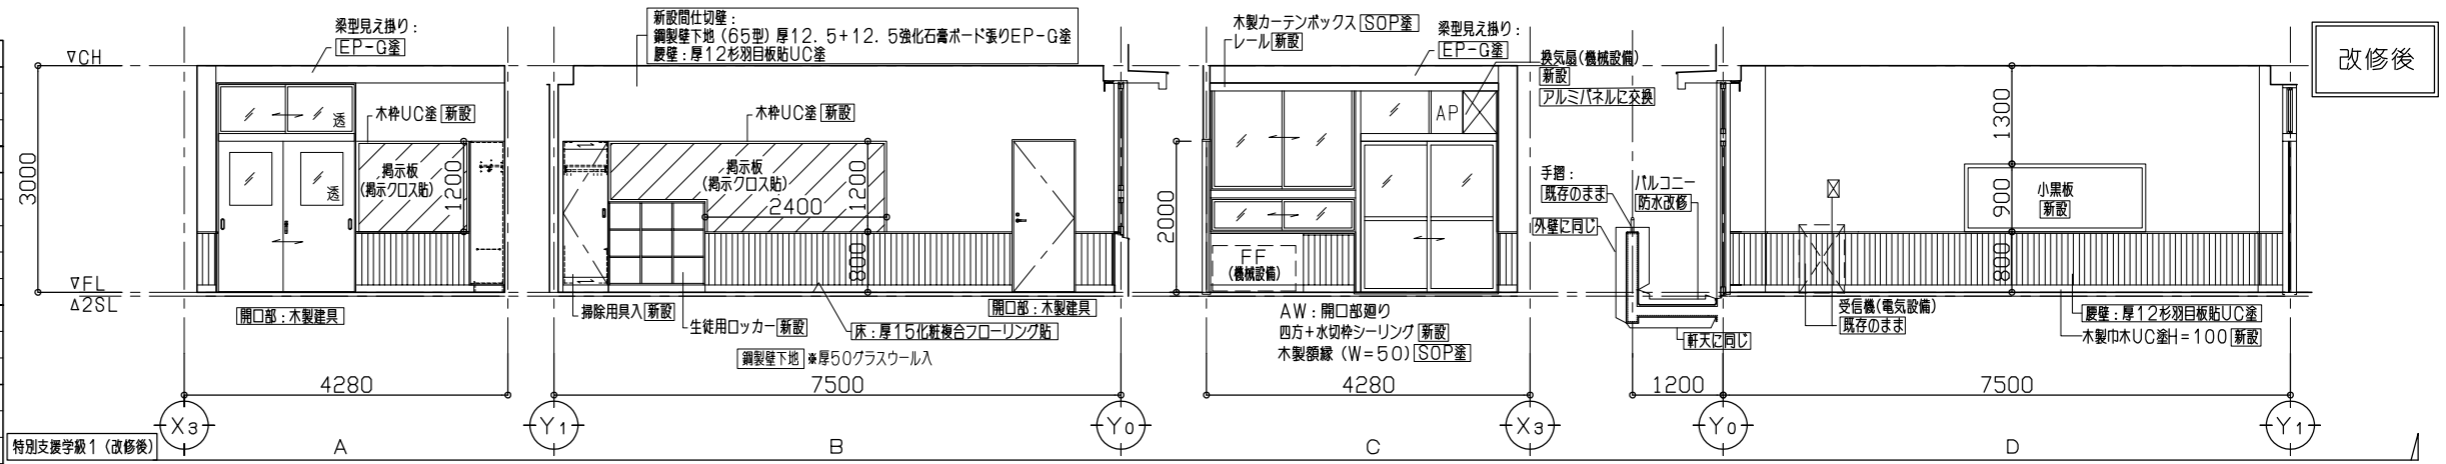 改修後
▽CH
3000
▽FL
△2SL
梁型見え掛り：
EP-G塗
透
透
木枠UC塗 新設
掲示板
(掲示クロス貼)
1200
開口部：木製建具
4280
X3
A
特別支援学級1（改修後）
新設間仕切壁：
鋼製壁下地（65型）厚12.5+12.5強化石膏ボード張りEP-G塗
腰壁：厚12杉羽目板貼UC塗
木枠UC塗 新設
掲示板
(掲示クロス貼)
2400
1200
800
掃除用具入 新設
生徒用ロッカー 新設
床：厚15化粧複合フローリング貼
開口部：木製建具
鋼製壁下地 ※厚50グラスウール入
7500
Y1
Y0
B
木製カーテンボックス SOP塗
レール 新設
梁型見え掛り：
EP-G塗
換気扇(機械設備)
新設
アルミパネルに交換
AP
2000
FF
(機械設備)
AW：開口部廻り
四方+水切枠シーリング 新設
木製額縁（W=50）SOP塗
4280
X3
C
手摺：
既存のまま
バルコニー
防水改修
外壁に同じ
軒天に同じ
1200
1300
900
800
小黒板
新設
受信機(電気設備)
既存のまま
腰壁：厚12杉羽目板貼UC塗
木製巾木UC塗H=100 新設
7500
Y0
Y1
D